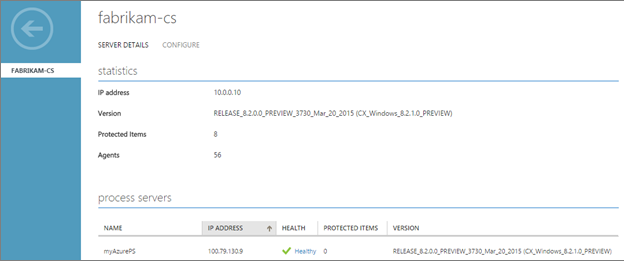 fabrikam-cs
SERVER DETAILS CONFIGURE
FABRIKAM-CS
statistics
IP address 10.0.0.10
Version RELEASE_8.2.0.0_PREVIEW_3730_Mar_20_2015 (CX_Windows_8.2.1.0_PREVIEW)
Protected Items 8
Agents 56
process servers
NAME IP ADDRESS HEALTH PROTECTED ITEMS VERSION
myAzurePS 100.79.130.9 Healthy 0 RELEASE_8.2.0.0_PREVIEW_3730_Mar_20_2015 (CX_Windows_8.2.1.0_PREVIEW)